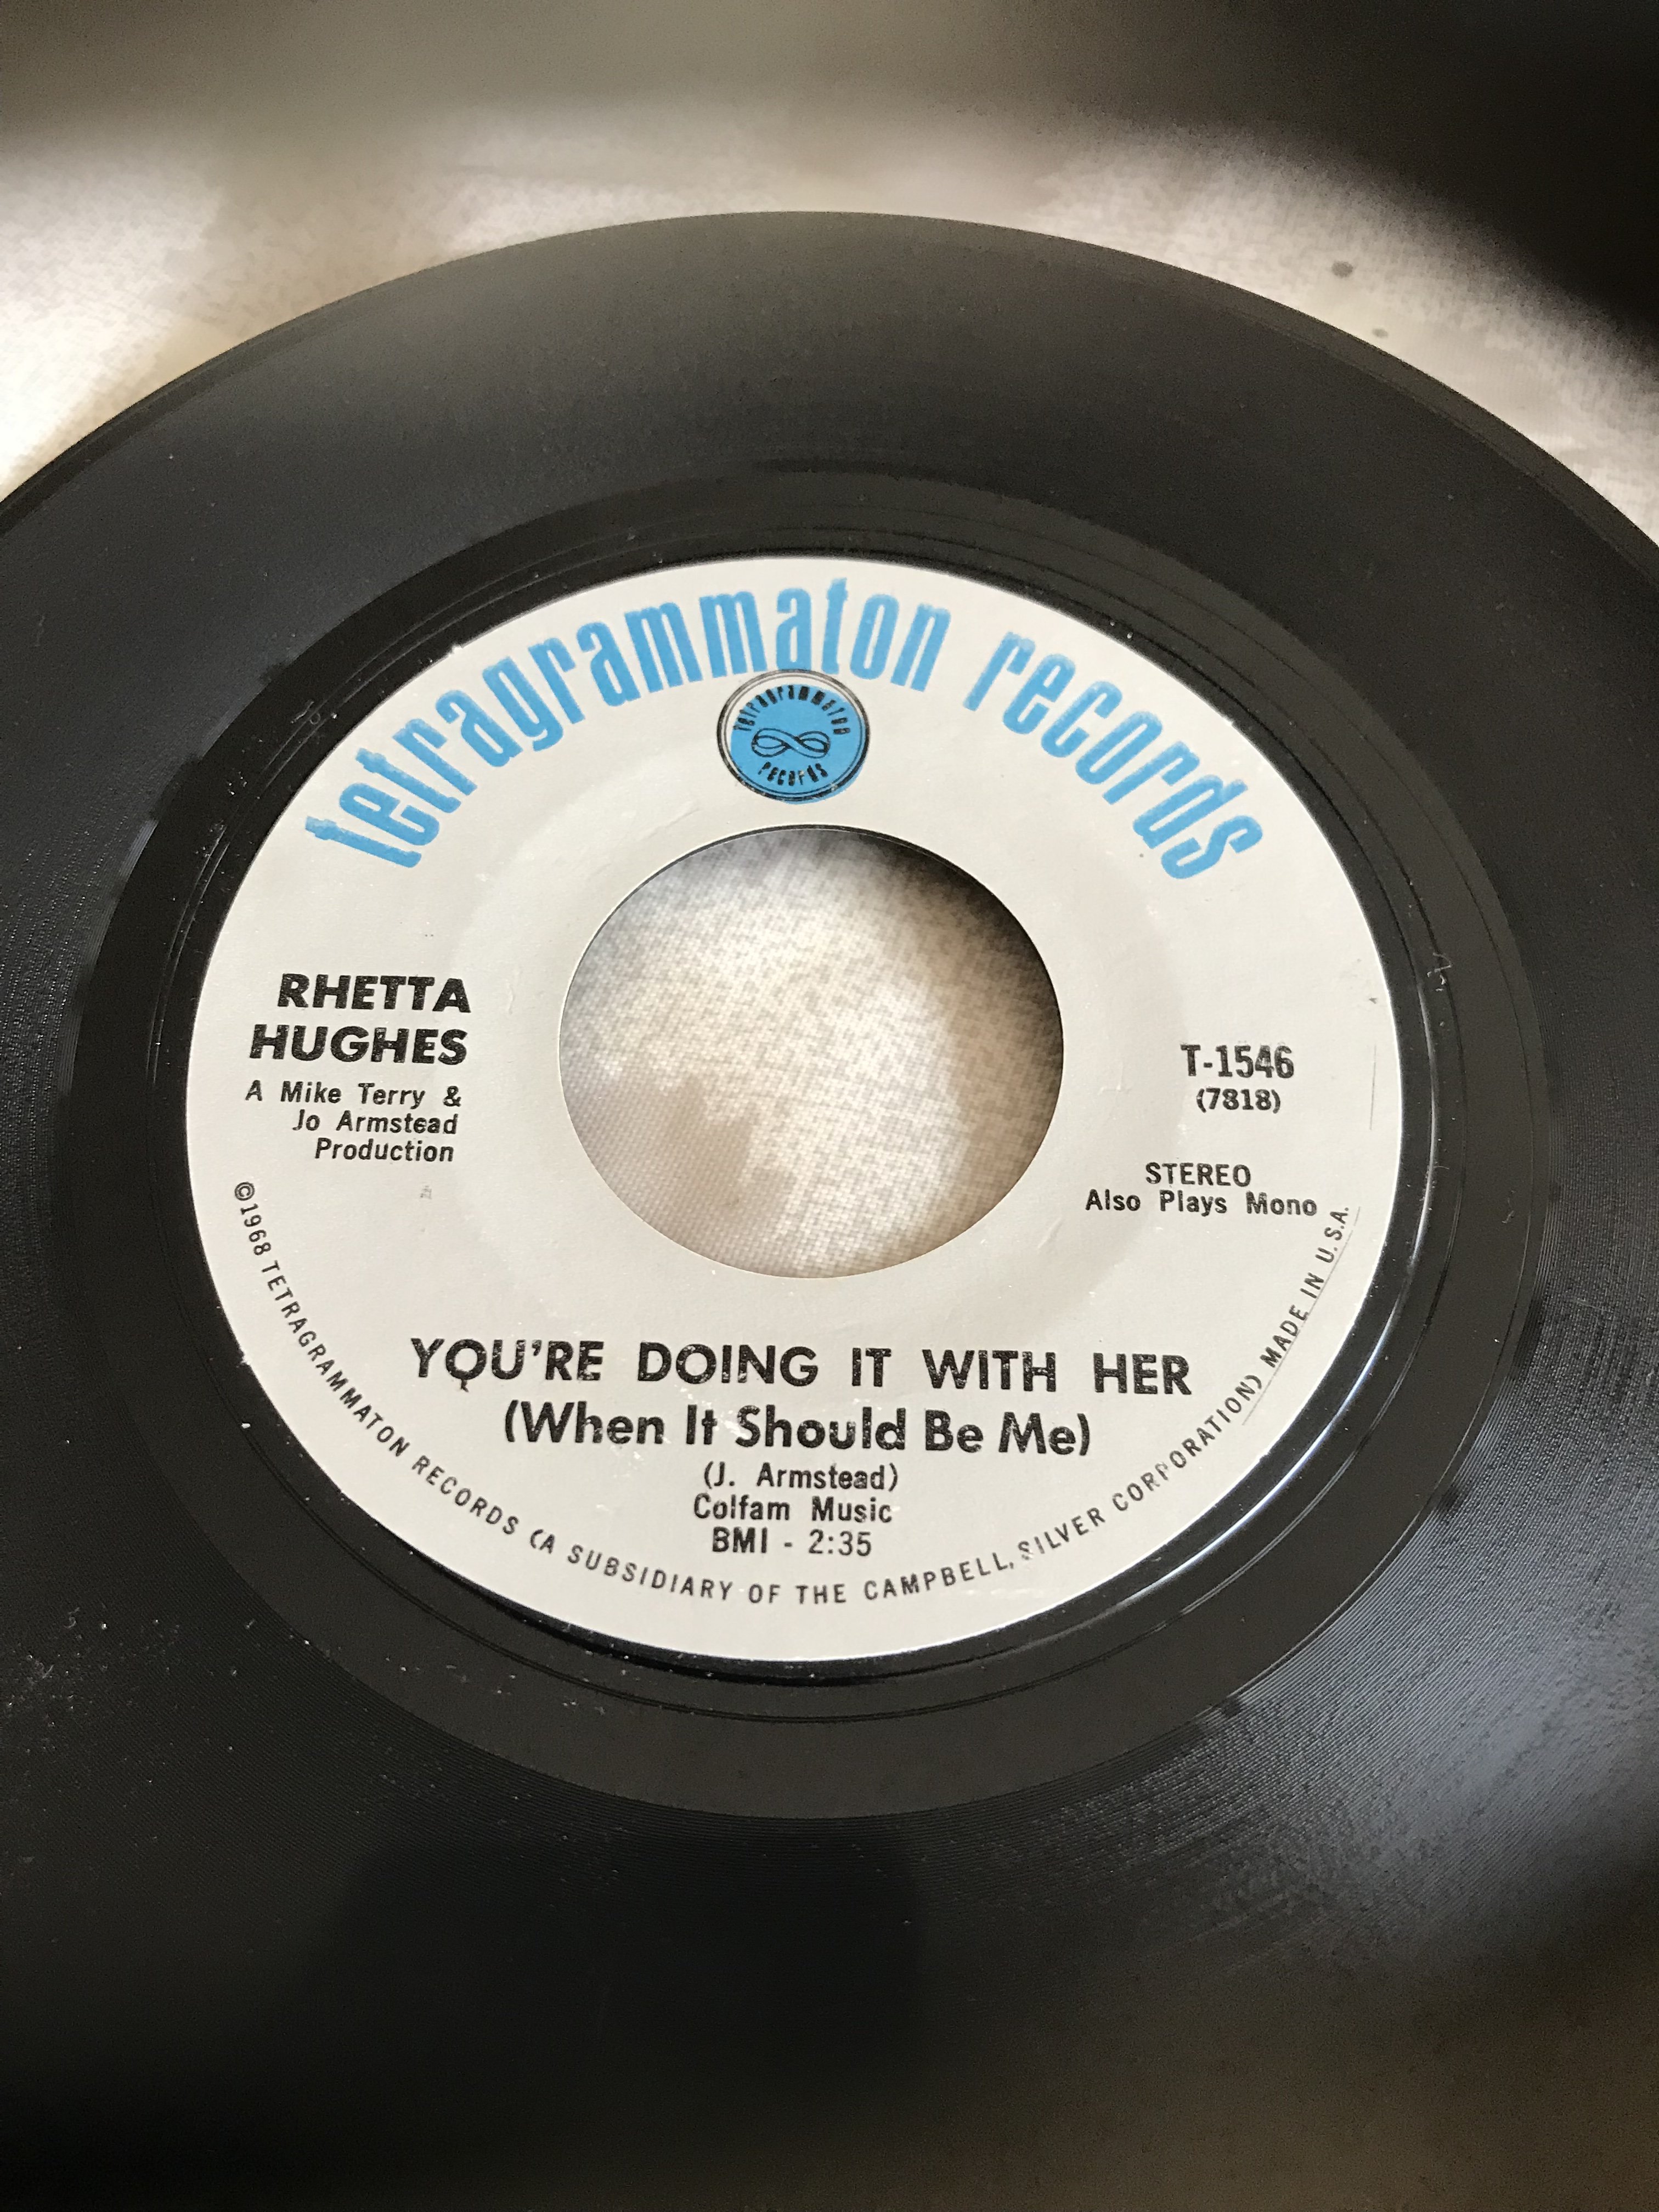 tetragrammaton records
tetragrammaton
records
RHETTA
HUGHES
A Mike Terry &
Jo Armstead
Production
T-1546
(7818)
STEREO
Also Plays Mono
YOU'RE DOING IT WITH HER
(When It Should Be Me)
(J. Armstead)
Colfam Music
BMI - 2:35
©1968 TETRAGRAMMATON RECORDS (A SUBSIDIARY OF THE CAMPBELL, SILVER CORPORATION) MADE IN U.S.A.